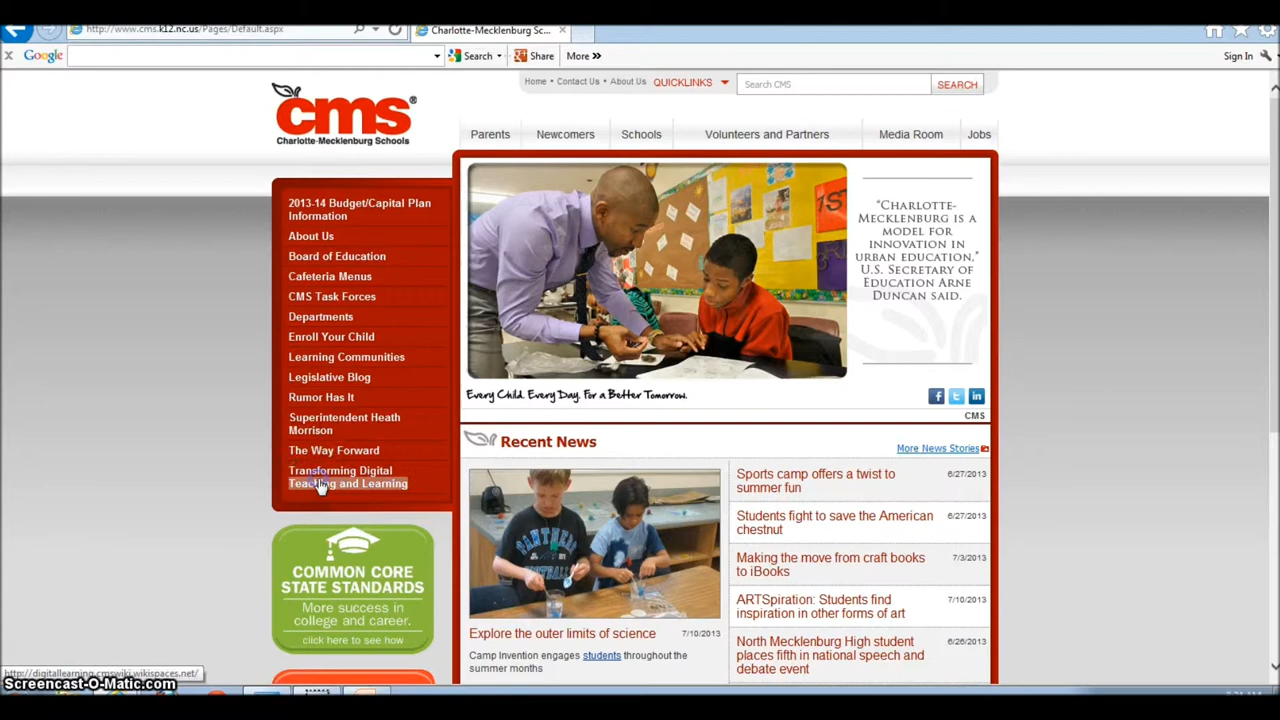 http://www.cms.k12.nc.us/Pages/Default.aspx
Charlotte-Mecklenburg Sc...
Google
Search
Share
More »
Sign In
Home • Contact Us • About Us
QUICKLINKS
Search CMS
SEARCH
cms®
Charlotte-Mecklenburg Schools
Parents
Newcomers
Schools
Volunteers and Partners
Media Room
Jobs
2013-14 Budget/Capital Plan
Information
About Us
Board of Education
Cafeteria Menus
CMS Task Forces
Departments
Enroll Your Child
Learning Communities
Legislative Blog
Rumor Has It
Superintendent Heath
Morrison
The Way Forward
Transforming Digital
Teaching and Learning
1ST
"CHARLOTTE-
MECKLENBURG IS A
MODEL FOR
INNOVATION IN
URBAN EDUCATION,"
U.S. SECRETARY OF
EDUCATION ARNE
DUNCAN SAID.
Every Child. Every Day. For a Better Tomorrow.
CMS
Recent News
More News Stories
PANTHERS
FOOTBALL
Explore the outer limits of science 7/10/2013
Camp Invention engages students throughout the
summer months
Sports camp offers a twist to 6/27/2013
summer fun
Students fight to save the American 6/27/2013
chestnut
Making the move from craft books 7/3/2013
to iBooks
ARTSpiration: Students find 7/10/2013
inspiration in other forms of art
North Mecklenburg High student 6/26/2013
places fifth in national speech and
debate event
COMMON CORE
STATE STANDARDS
More success in
college and career.
click here to see how
http://digitallearning.cmswiki.wikispaces.net/
Screencast-O-Matic.com